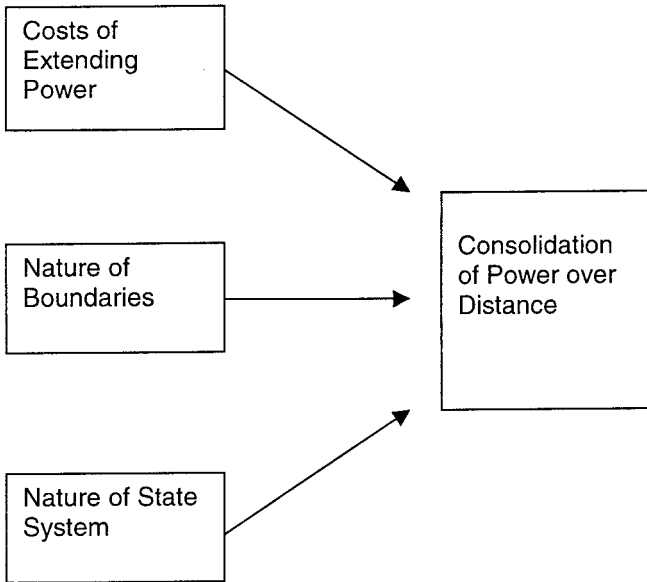 Costs of
Extending
Power
Nature of
Boundaries
Consolidation
of Power over
Distance
Nature of State
System